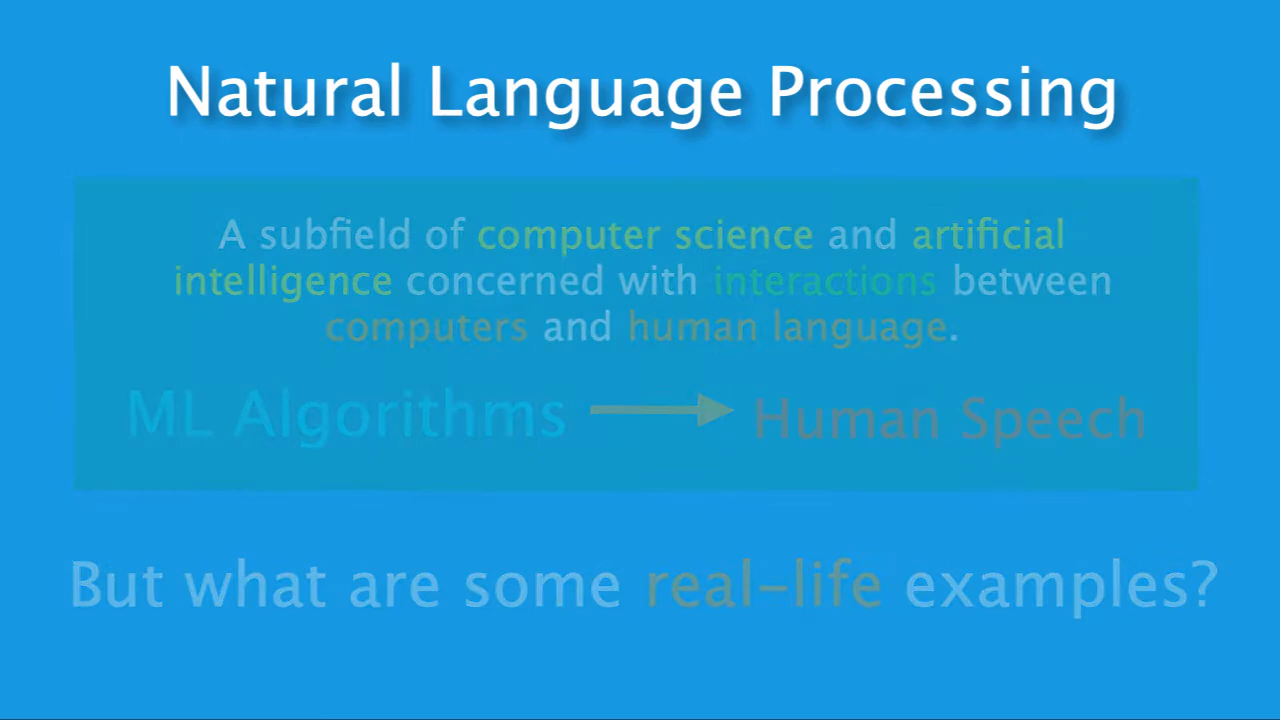 Natural Language Processing
A subfield of computer science and artificial
intelligence concerned with interactions between
computers and human language.
ML Algorithms Human Speech
But what are some real-life examples?